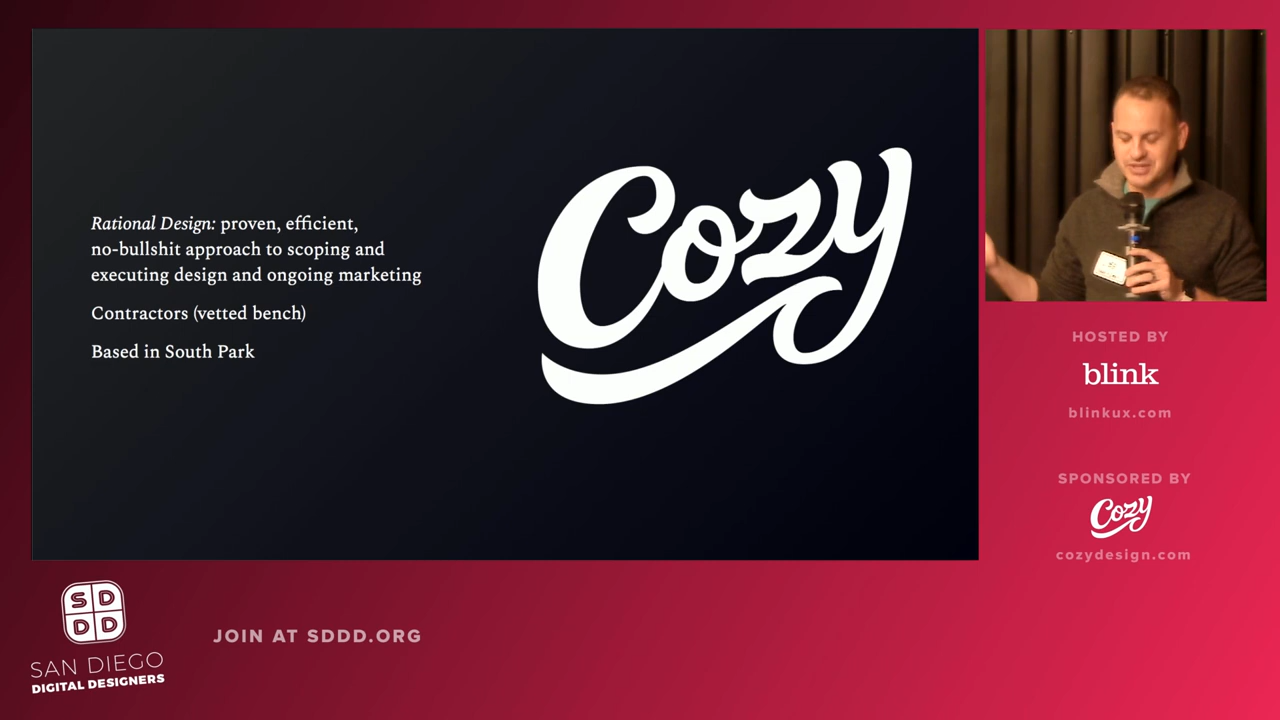 Rational Design: proven, efficient,
no-bullshit approach to scoping and
executing design and ongoing marketing
Contractors (vetted bench)
Based in South Park
Cozy
HOSTED BY
blink
blinkux.com
SPONSORED BY
Cozy
cozydesign.com
SD
DD
SAN DIEGO
DIGITAL DESIGNERS
JOIN AT SDDD.ORG